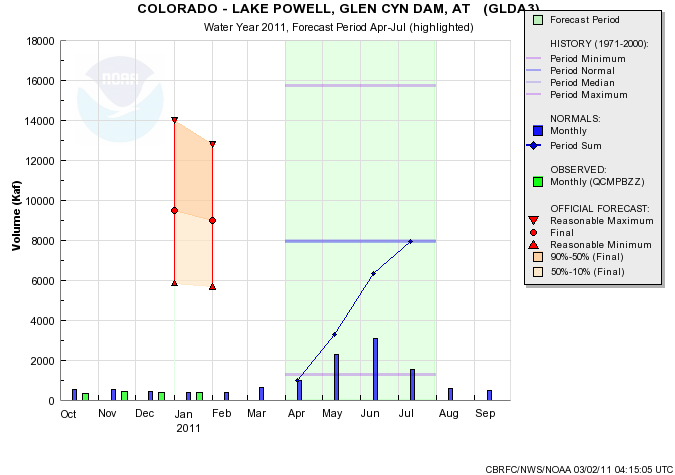 COLORADO - LAKE POWELL, GLEN CYN DAM, AT (GLDA3)
Water Year 2011, Forecast Period Apr-Jul (highlighted)
Volume (Kaf)
18000
16000
14000
12000
10000
8000
6000
4000
2000
0
NOAA
Oct Nov Dec Jan Feb Mar Apr May Jun Jul Aug Sep
2011
Forecast Period
HISTORY (1971-2000):
Period Minimum
Period Normal
Period Median
Period Maximum
NORMALS:
Monthly
Period Sum
OBSERVED:
Monthly (QCMPBZZ)
OFFICIAL FORECAST:
Reasonable Maximum
Final
Reasonable Minimum
90%-50% (Final)
50%-10% (Final)
CBRFC/NWS/NOAA 03/02/11 04:15:05 UTC